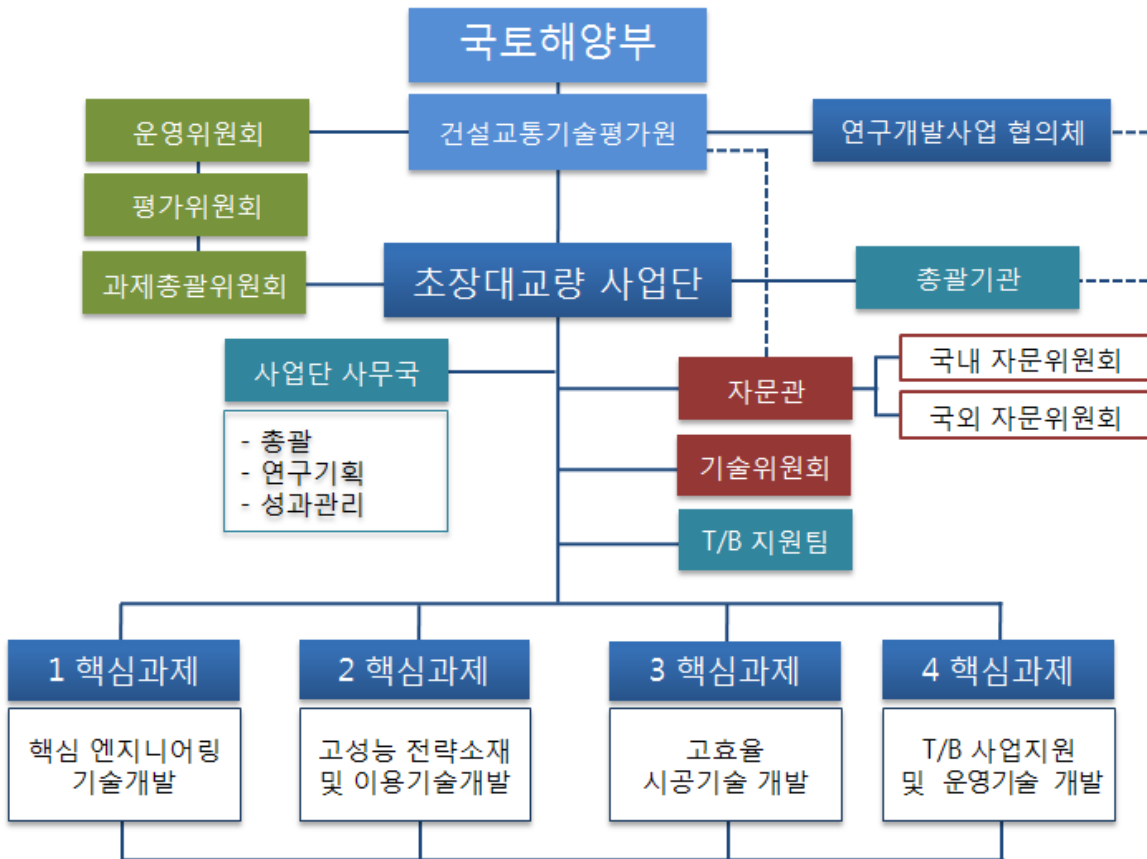 국토해양부
운영위원회
건설교통기술평가원
연구개발사업 협의체
평가위원회
과제총괄위원회
초장대교량 사업단
총괄기관
사업단 사무국
- 총괄
- 연구기획
- 성과관리
자문관
국내 자문위원회
국외 자문위원회
기술위원회
T/B 지원팀
1 핵심과제
핵심 엔지니어링
기술개발
2 핵심과제
고성능 전략소재
및 이용기술개발
3 핵심과제
고효율
시공기술 개발
4 핵심과제
T/B 사업지원
및 운영기술 개발